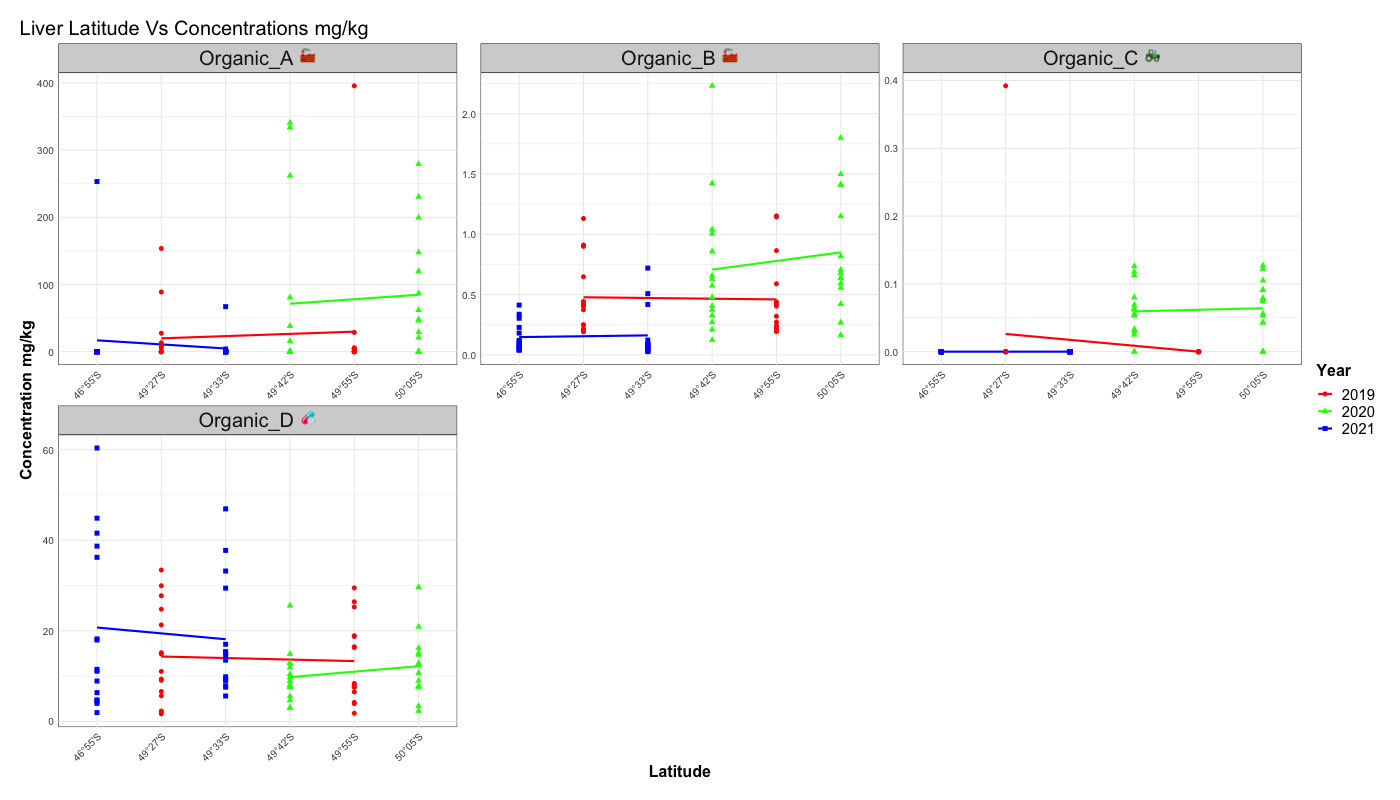 Liver Latitude Vs Concentrations mg/kg
Organic_A
Organic_B
Organic_C
400
300
200
100
0
2.0
1.5
1.0
0.5
0.0
0.4
0.3
0.2
0.1
0.0
46°55'S
49°27'S
49°33'S
49°42'S
49°55'S
50°05'S
46°55'S
49°27'S
49°33'S
49°42'S
49°55'S
50°05'S
46°55'S
49°27'S
49°33'S
49°42'S
49°55'S
50°05'S
Concentration mg/kg
Year
2019
2020
2021
Organic_D
60
40
20
0
46°55'S
49°27'S
49°33'S
49°42'S
49°55'S
50°05'S
Latitude